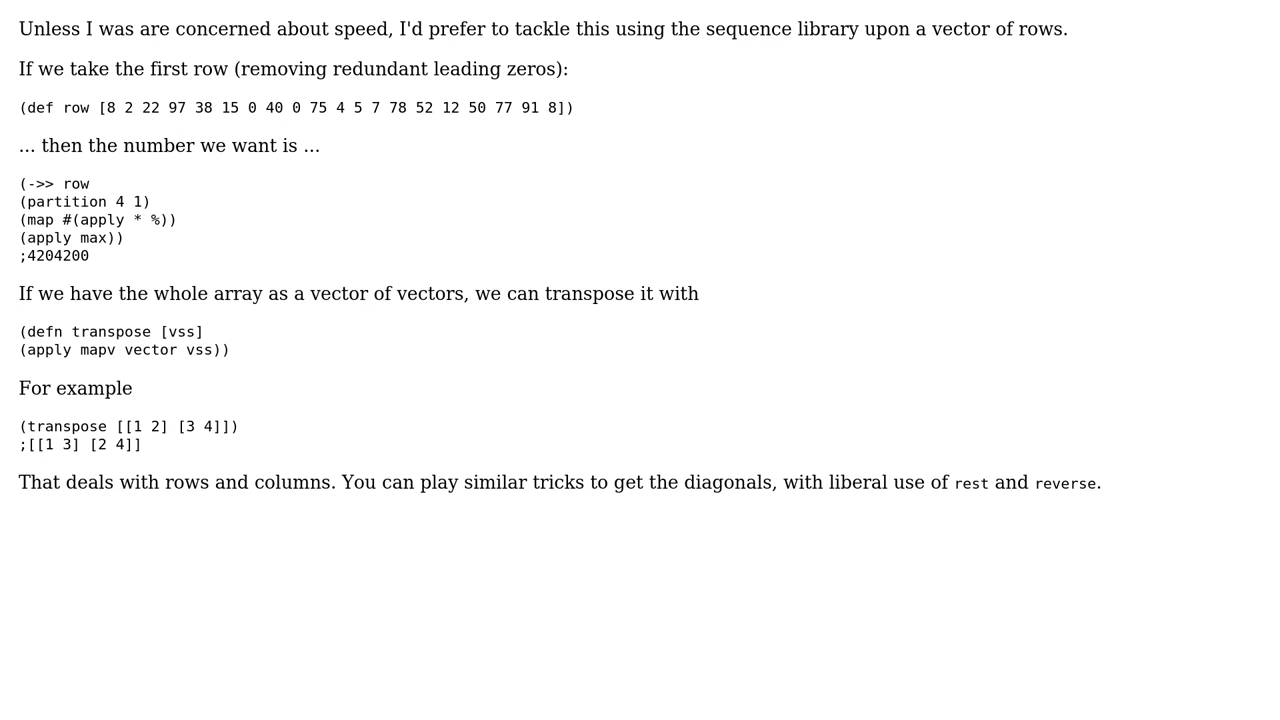 Unless I was are concerned about speed, I'd prefer to tackle this using the sequence library upon a vector of rows.
If we take the first row (removing redundant leading zeros):
(def row [8 2 22 97 38 15 0 40 0 75 4 5 7 78 52 12 50 77 91 8])
... then the number we want is ...
(->> row
(partition 4 1)
(map #(apply * %))
(apply max))
;4204200
If we have the whole array as a vector of vectors, we can transpose it with
(defn transpose [vss]
(apply mapv vector vss))
For example
(transpose [[1 2] [3 4]])
;[[1 3] [2 4]]
That deals with rows and columns. You can play similar tricks to get the diagonals, with liberal use of rest and reverse.